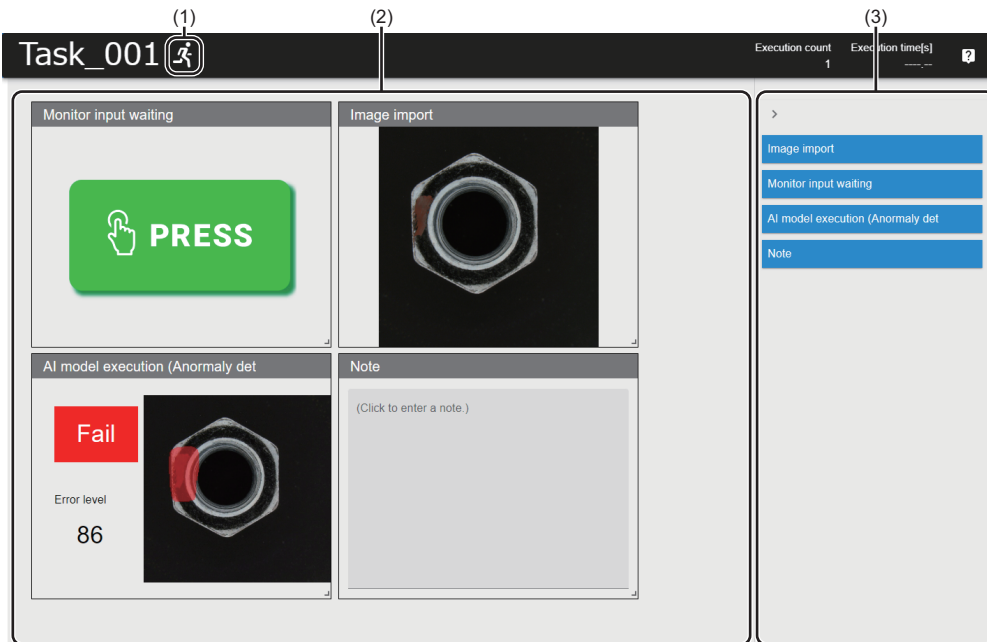 (1)
(2)
(3)
Task_001
Execution count
1
Execution time[s]
----.--
?
Monitor input waiting
PRESS
Image import
AI model execution (Anormaly det
Fail
Error level
86
Note
(Click to enter a note.)
>
Image import
Monitor input waiting
AI model execution (Anormaly det
Note